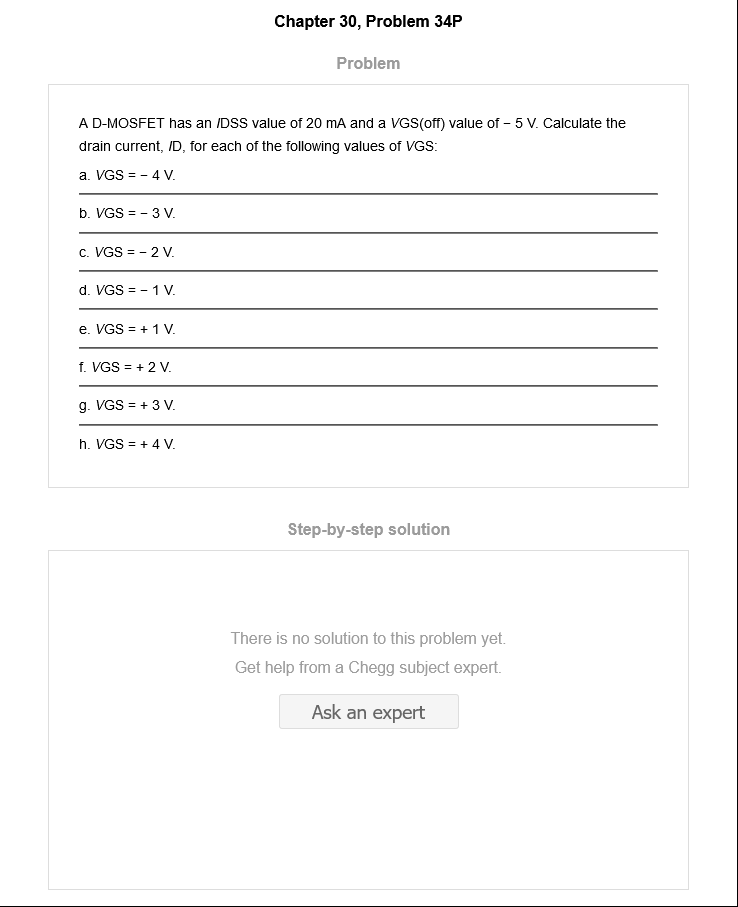 Chapter 30, Problem 34P
Problem
A D-MOSFET has an IDSS value of 20 mA and a VGS(off) value of − 5 V. Calculate the
drain current, ID, for each of the following values of VGS:
a. VGS = − 4 V.
b. VGS = − 3 V.
c. VGS = − 2 V.
d. VGS = − 1 V.
e. VGS = + 1 V.
f. VGS = + 2 V.
g. VGS = + 3 V.
h. VGS = + 4 V.
Step-by-step solution
There is no solution to this problem yet.
Get help from a Chegg subject expert.
Ask an expert